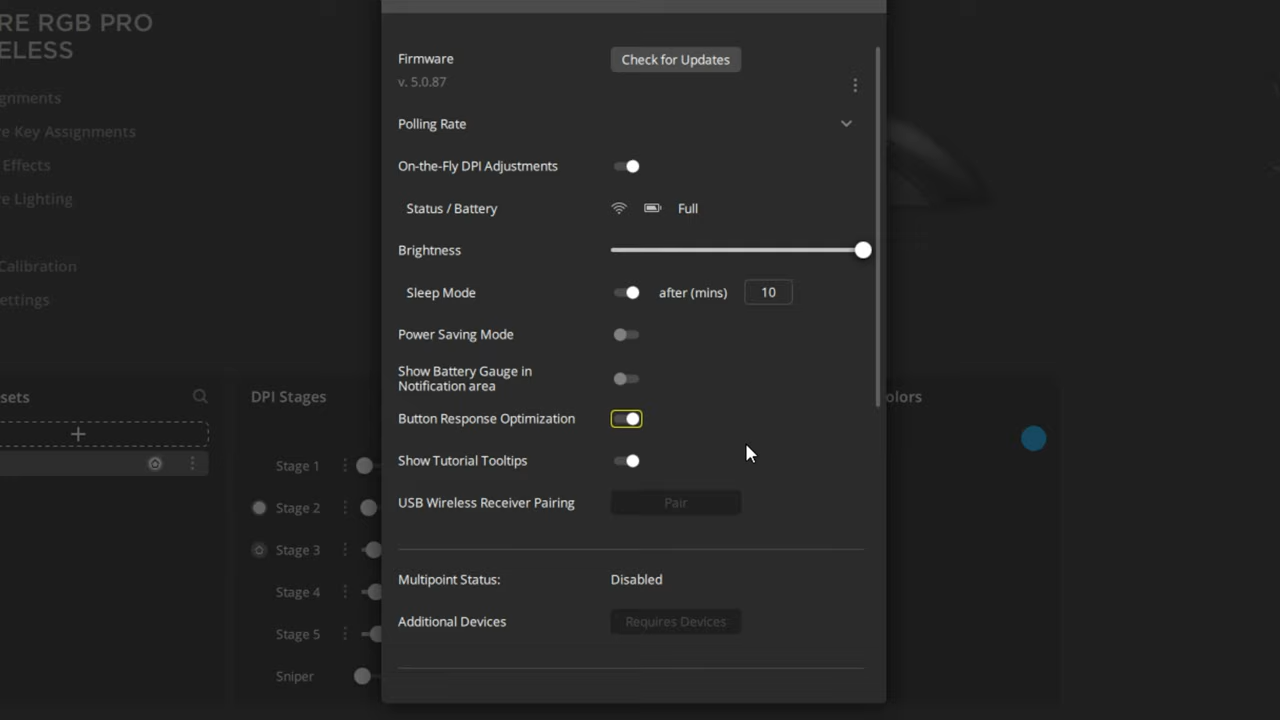 RE RGB PRO
ELESS
gnments
re Key Assignments
Effects
re Lighting
Calibration
ettings
sets
DPI Stages
Stage 1
Stage 2
Stage 3
Stage 4
Stage 5
Sniper
Firmware
Check for Updates
v. 5.0.87
Polling Rate
On-the-Fly DPI Adjustments
Status / Battery Full
Brightness
Sleep Mode after (mins) 10
Power Saving Mode
Show Battery Gauge in
Notification area
Button Response Optimization
Show Tutorial Tooltips
USB Wireless Receiver Pairing Pair
Multipoint Status: Disabled
Additional Devices Requires Devices
olors